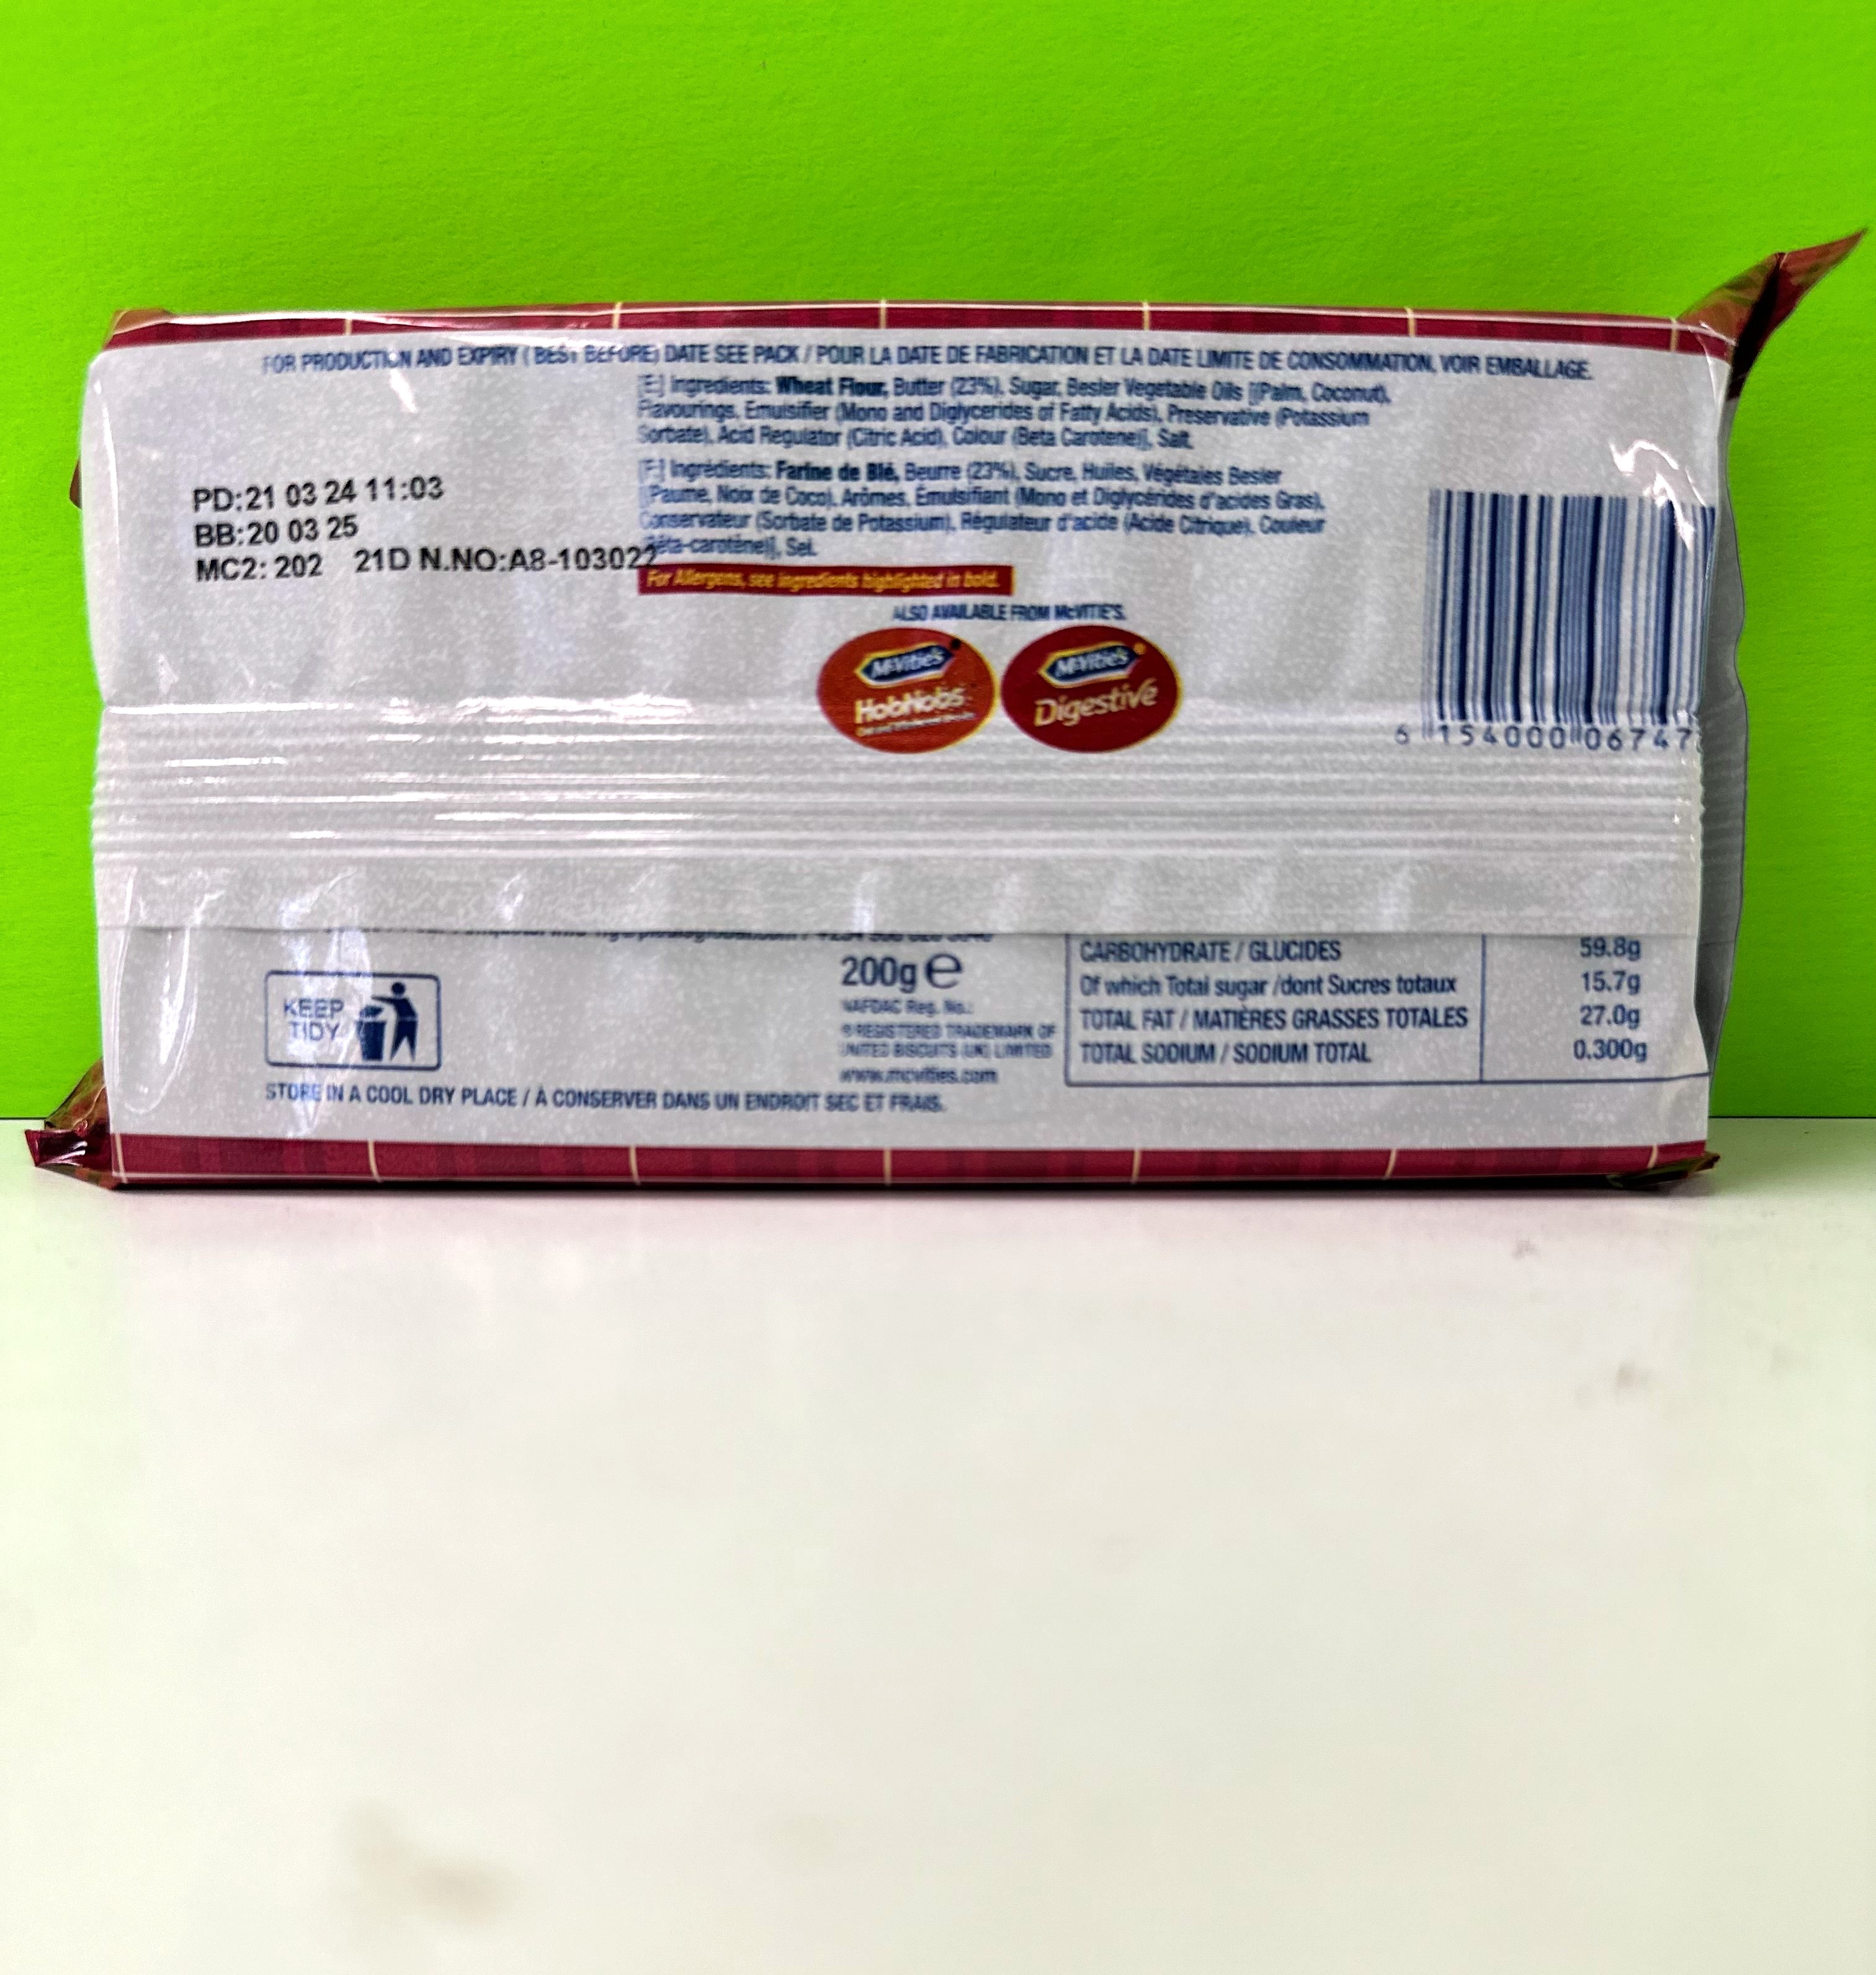 FOR PRODUCTION AND EXPIRY ( BEST BEFORE) DATE SEE PACK / POUR LA DATE DE FABRICATION ET LA DATE LIMITE DE CONSOMMATION, VOIR EMBALLAGE.
[E-] Ingredients: Wheat Flour, Butter (23%), Sugar, Besler Vegetable Oils [(Palm, Coconut),
Flavourings, Emulsifier (Mono and Diglycerides of Fatty Acids), Preservative (Potassium
Sorbate), Acid Regulator (Citric Acid), Colour (Beta Carotene)], Salt.
[F-] Ingrédients: Farine de Blé, Beurre (23%), Sucre, Huiles, Végétales Besler
[(Paume, Noix de Coco), Arômes, Emulsifiant (Mono et Diglycérides d'acides Gras),
Conservateur (Sorbate de Potassium), Régulateur d'acide (Acide Citrique), Couleur
(Béta-carotène)], Sel.
PD:21 03 24 11:03
BB:20 03 25
MC2: 202 21D N.NO:A8-103022
For Allergens, see ingredients highlighted in bold.
ALSO AVAILABLE FROM McVITIE'S.
McVitie's
HobNobs
McVitie's
Digestive
6 154000 06747
KEEP
TIDY
200g e
NAFDAC Reg. No.:
® REGISTERED TRADEMARK OF
UNITED BISCUITS (UK) LIMITED
www.mcvities.com
STORE IN A COOL DRY PLACE / À CONSERVER DANS UN ENDROIT SEC ET FRAIS.
CARBOHYDRATE / GLUCIDES 59.8g
Of which Total sugar /dont Sucres totaux 15.7g
TOTAL FAT / MATIÈRES GRASSES TOTALES 27.0g
TOTAL SODIUM / SODIUM TOTAL 0.300g